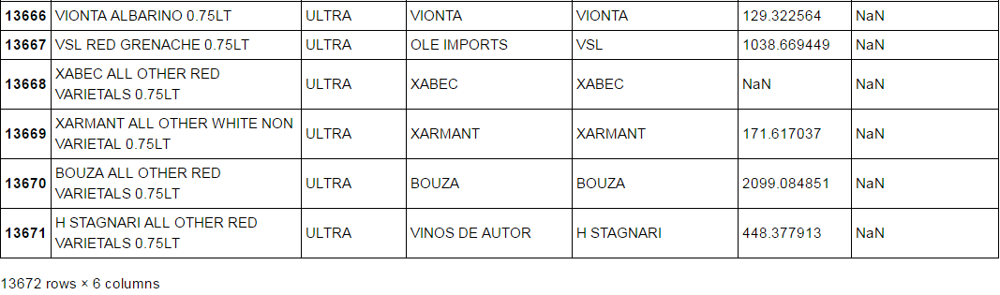 13666 VIONTA ALBARINO 0.75LT ULTRA VIONTA VIONTA 129.322564 NaN
13667 VSL RED GRENACHE 0.75LT ULTRA OLE IMPORTS VSL 1038.669449 NaN
13668 XABEC ALL OTHER RED
VARIETALS 0.75LT ULTRA XABEC XABEC NaN NaN
13669 XARMANT ALL OTHER WHITE NON
VARIETAL 0.75LT ULTRA XARMANT XARMANT 171.617037 NaN
13670 BOUZA ALL OTHER RED
VARIETALS 0.75LT ULTRA BOUZA BOUZA 2099.084851 NaN
13671 H STAGNARI ALL OTHER RED
VARIETALS 0.75LT ULTRA VINOS DE AUTOR H STAGNARI 448.377913 NaN
13672 rows × 6 columns